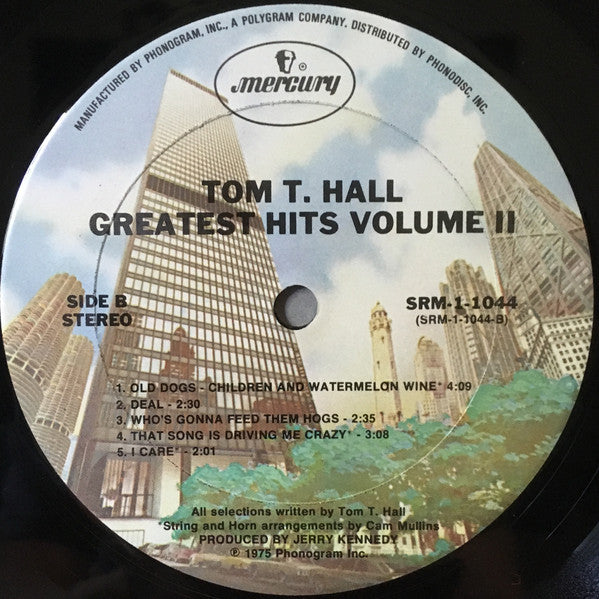 MANUFACTURED BY PHONOGRAM, INC., A POLYGRAM COMPANY. DISTRIBUTED BY PHONODISC, INC.
mercury
®
TOM T. HALL
GREATEST HITS VOLUME II
SIDE B
STEREO
SRM-1-1044
(SRM-1-1044-B)
1. OLD DOGS - CHILDREN AND WATERMELON WINE* 4:09
2. DEAL - 2:30
3. WHO'S GONNA FEED THEM HOGS - 2:35
4. THAT SONG IS DRIVING ME CRAZY* - 3:08
5. I CARE* - 2:01
All selections written by Tom T. Hall
*String and Horn arrangements by Cam Mullins
PRODUCED BY JERRY KENNEDY
℗ 1975 Phonogram Inc.